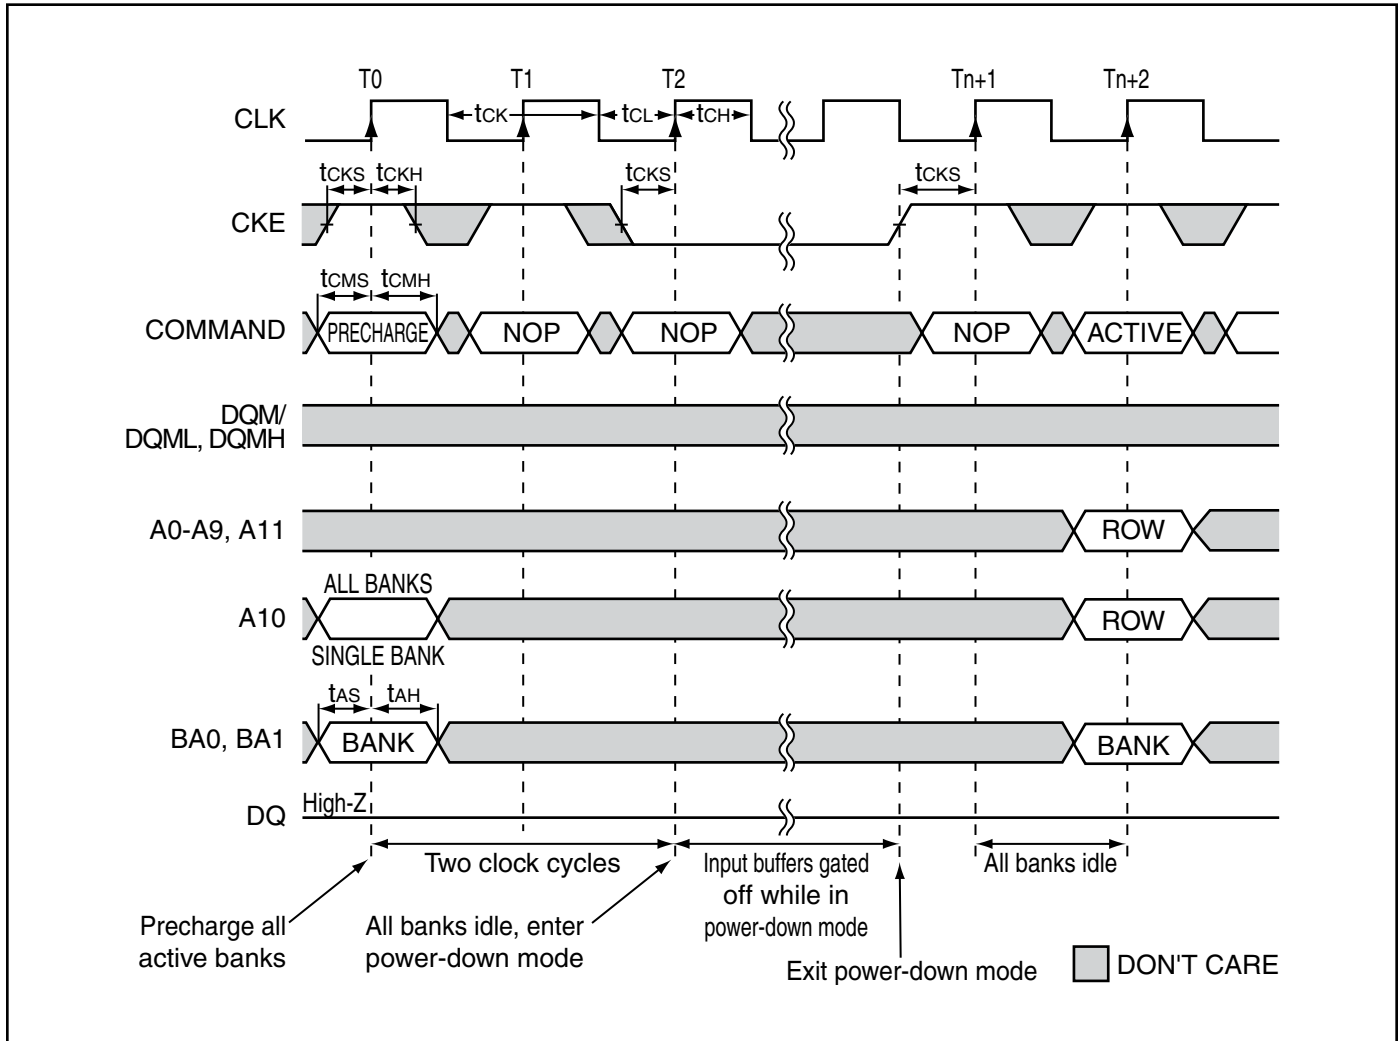 T0 T1 T2 Tn+1 Tn+2
CLK
tCK tCL tCH
tCKS tCKH tCKS tCKS
CKE
tCMS tCMH
COMMAND PRECHARGE NOP NOP NOP ACTIVE
DQM/
DQML, DQMH
A0-A9, A11 ROW
ALL BANKS
A10 ROW
SINGLE BANK
tAS tAH
BA0, BA1 BANK BANK
High-Z
DQ
Two clock cycles
Input buffers gated
off while in
power-down mode
All banks idle
Precharge all
active banks
All banks idle, enter
power-down mode
Exit power-down mode
DON'T CARE